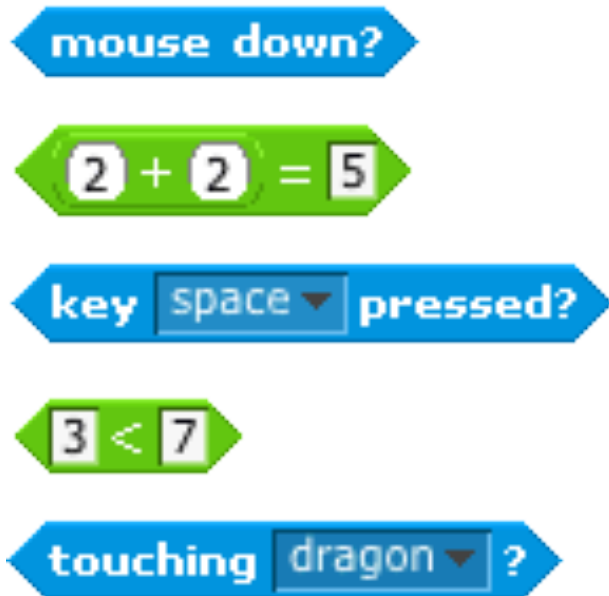 mouse down?
2 + 2 = 5
key space pressed?
3 < 7
touching dragon ?